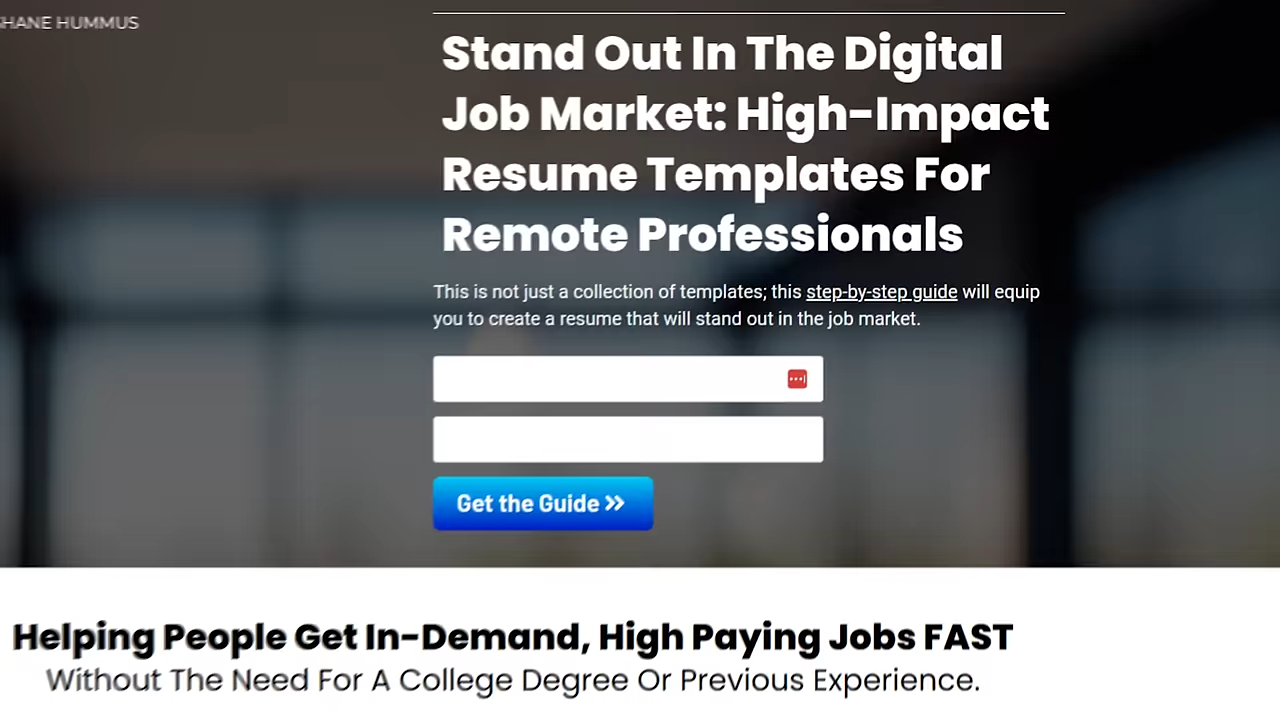 SHANE HUMMUS
Stand Out In The Digital
Job Market: High-Impact
Resume Templates For
Remote Professionals
This is not just a collection of templates; this step-by-step guide will equip
you to create a resume that will stand out in the job market.
Get the Guide »
Helping People Get In-Demand, High Paying Jobs FAST
Without The Need For A College Degree Or Previous Experience.